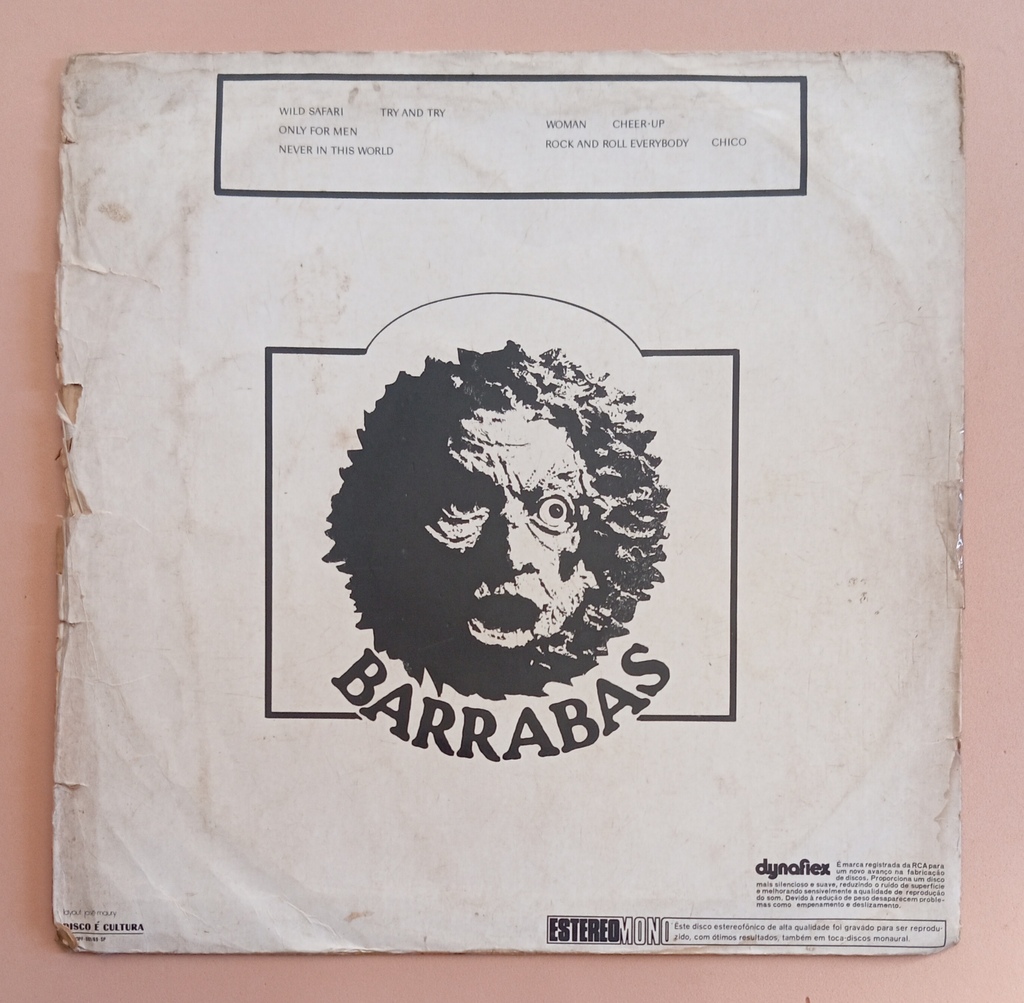 WILD SAFARI TRY AND TRY
ONLY FOR MEN
NEVER IN THIS WORLD
WOMAN CHEER-UP
ROCK AND ROLL EVERYBODY CHICO
BARRABAS
dynaflex É marca registrada da RCA para
um novo avanço na fabricação
de discos. Proporciona um disco
mais silencioso e suave, reduzindo o ruído de superfície
e melhorando sensivelmente a qualidade de reprodução
do som. Devido à redução de peso desaparecem proble-
mas como empenamento e deslizamento.
layout josé maury
DISCO É CULTURA
ESTEREOMONO Este disco estereofônico de alta qualidade foi gravado para ser reprodu-
zido, com ótimos resultados, também em toca-discos monaural.